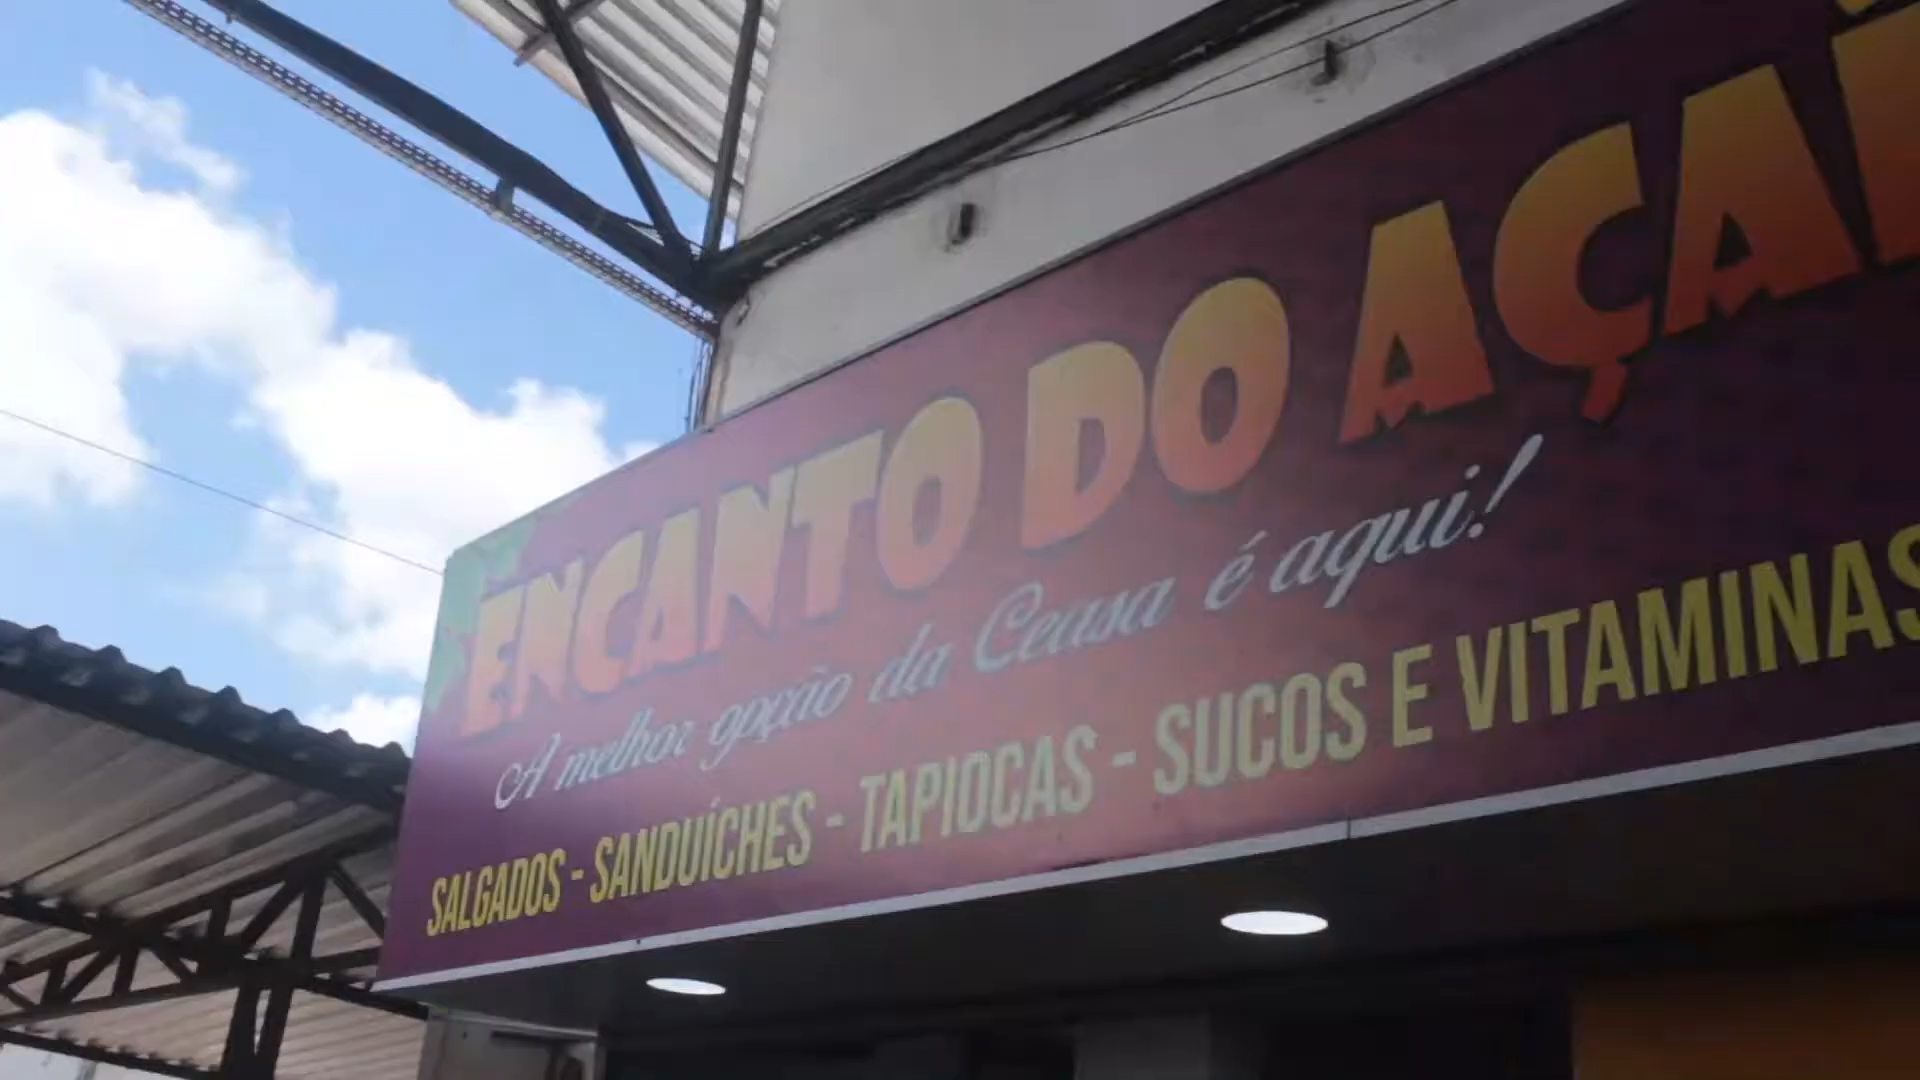 ENCANTO DO AÇAÍ
A melhor opção da Ceasa é aqui!
SALGADOS - SANDUÍCHES - TAPIOCAS - SUCOS E VITAMINAS